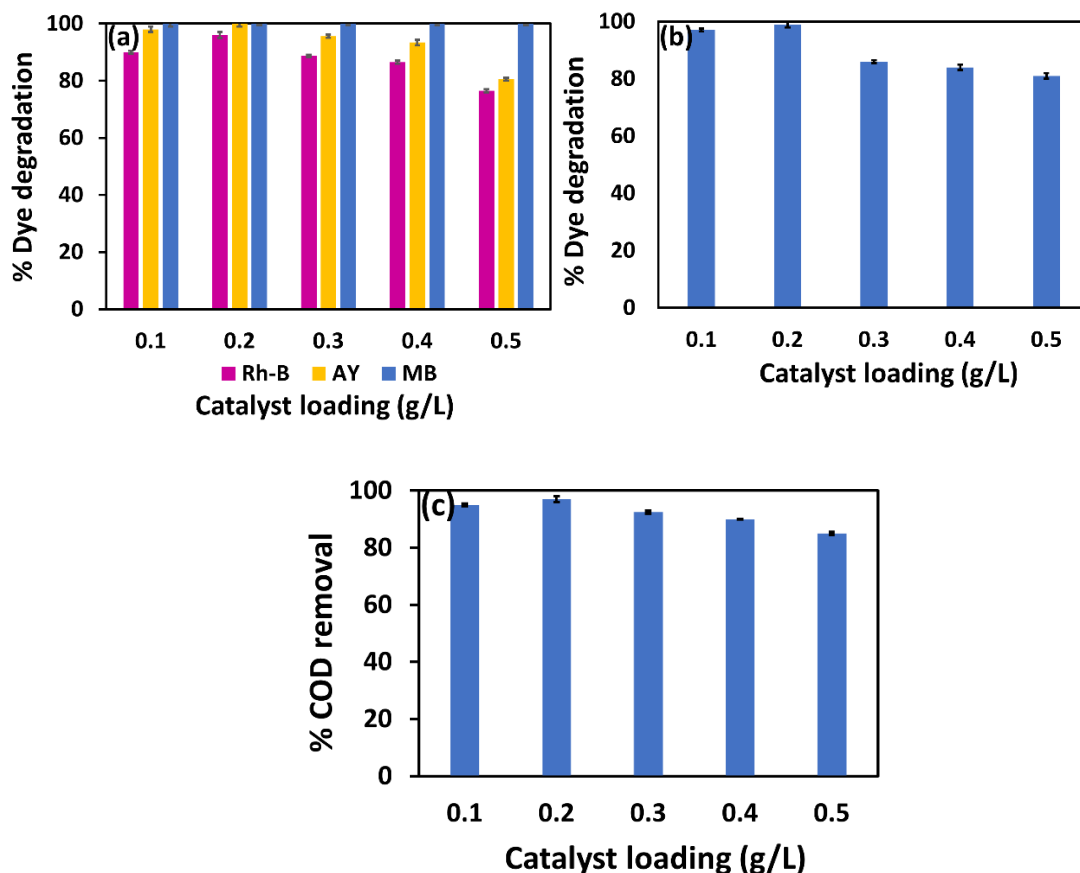 (a)
% Dye degradation
100
80
60
40
20
0
0.1 0.2 0.3 0.4 0.5
Rh-B AY MB
Catalyst loading (g/L)
(b)
% Dye degradation
100
80
60
40
20
0
0.1 0.2 0.3 0.4 0.5
Catalyst loading (g/L)
(c)
% COD removal
100
80
60
40
20
0
0.1 0.2 0.3 0.4 0.5
Catalyst loading (g/L)